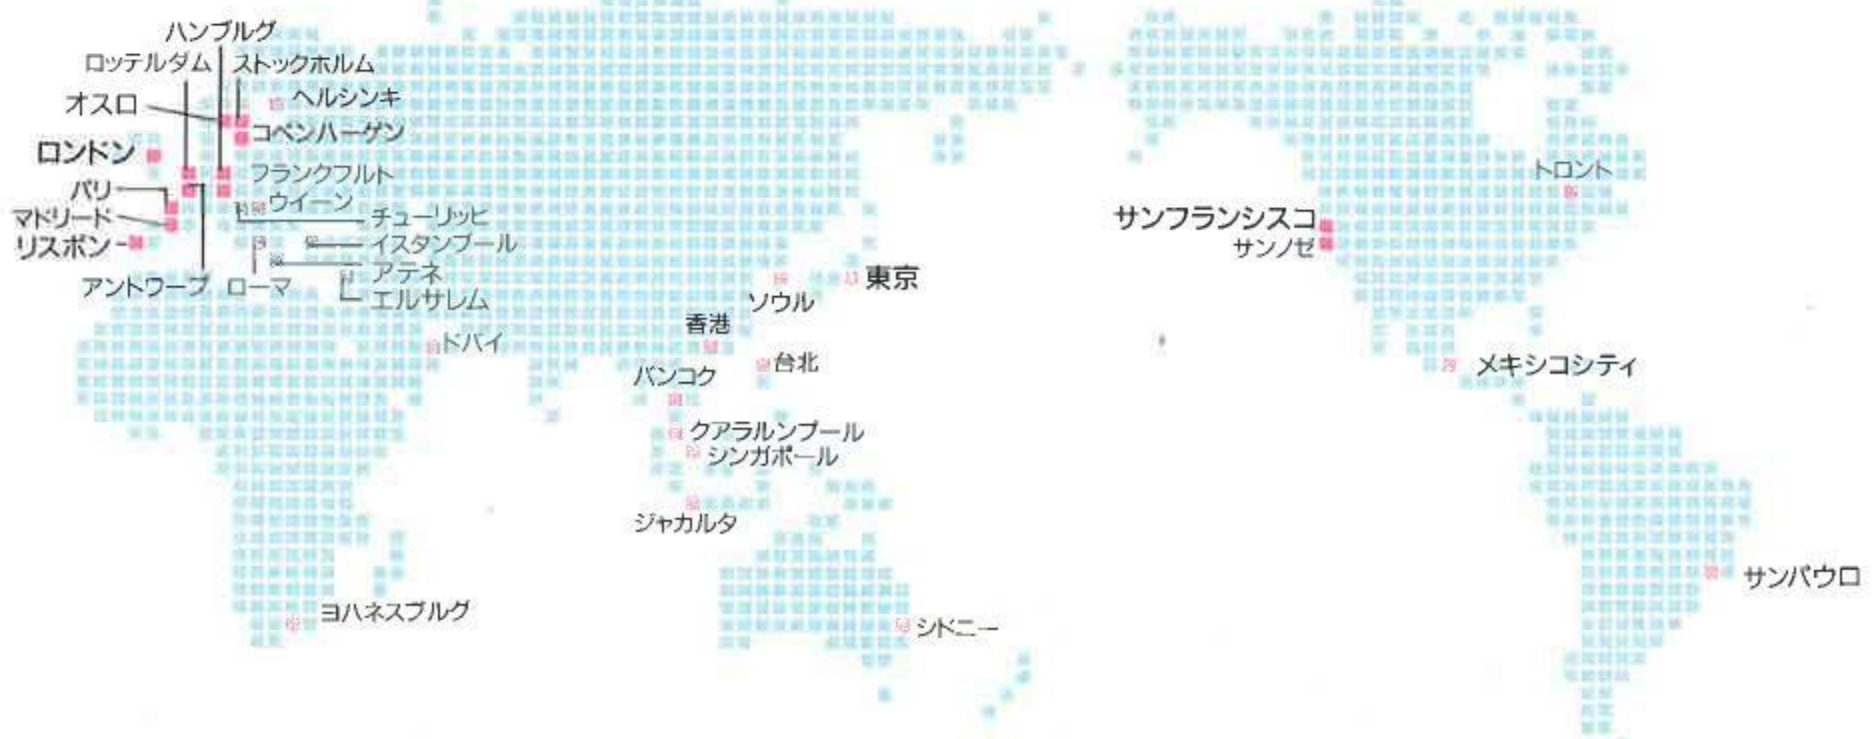 ハンブルグ
ロッテルダム
ストックホルム
オスロ
ヘルシンキ
コペンハーゲン
ロンドン
フランクフルト
パリ
ウイーン
マドリード
チューリッヒ
リスボン
イスタンブール
アテネ
アントワープ
ローマ
エルサレム
ドバイ
ソウル
東京
香港
台北
バンコク
クアラルンプール
シンガポール
ジャカルタ
ヨハネスブルグ
シドニー
トロント
サンフランシスコ
サンノゼ
メキシコシティ
サンパウロ